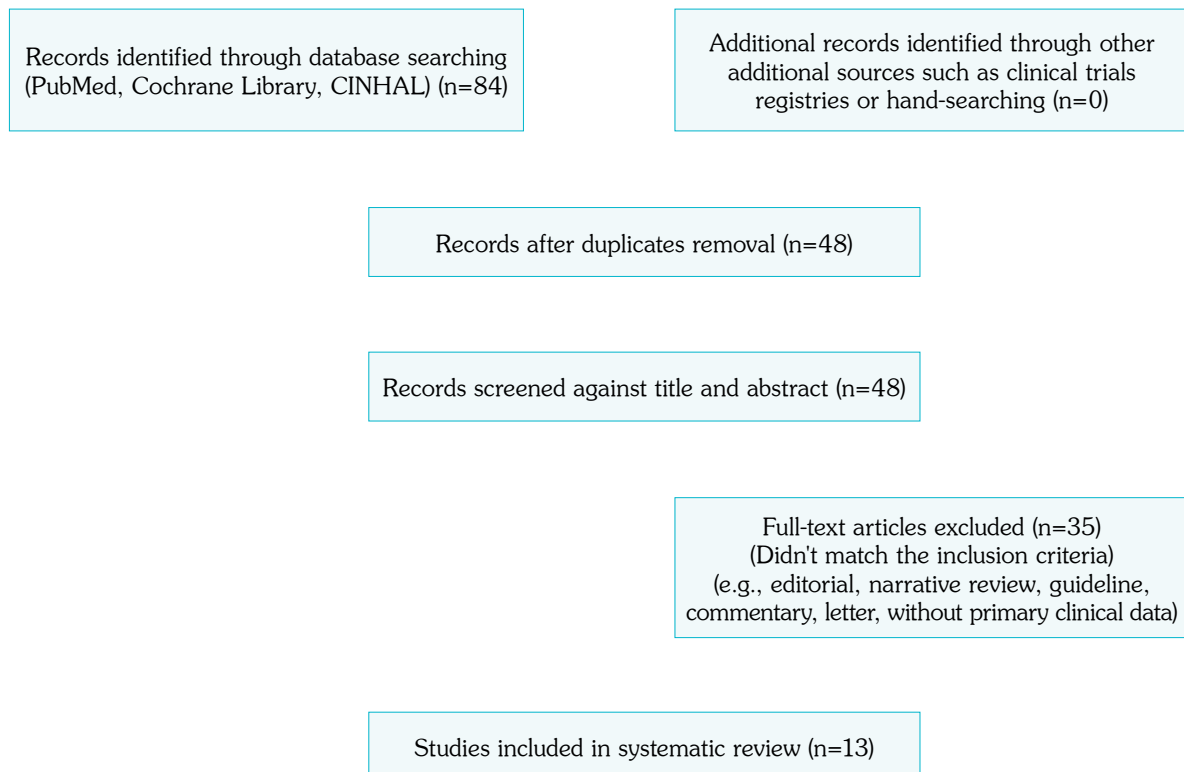 Records identified through database searching
(PubMed, Cochrane Library, CINHAL) (n=84)
Additional records identified through other
additional sources such as clinical trials
registries or hand-searching (n=0)
Records after duplicates removal (n=48)
Records screened against title and abstract (n=48)
Full-text articles excluded (n=35)
(Didn't match the inclusion criteria)
(e.g., editorial, narrative review, guideline,
commentary, letter, without primary clinical data)
Studies included in systematic review (n=13)